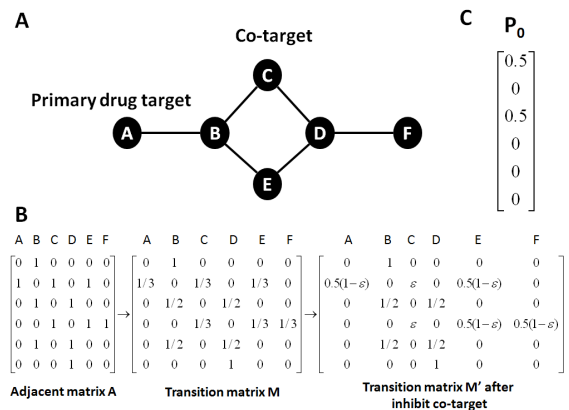 A
C
Co-target
P0
Primary drug target
A B C D E F
0.5
0
0.5
0
0
0
B
A B C D E F
0 1 0 0 0 0
1 0 1 0 1 0
0 1 0 1 0 0
0 0 1 0 1 1
0 1 0 1 0 0
0 0 0 1 0 0
Adjacent matrix A
→
A B C D E F
0 1 0 0 0 0
1/3 0 1/3 0 1/3 0
0 1/2 0 1/2 0 0
0 0 1/3 0 1/3 1/3
0 1/2 0 1/2 0 0
0 0 0 1 0 0
Transition matrix M
→
A B C D E F
0 1 0 0 0 0
0.5(1−ε) 0 ε 0 0.5(1−ε) 0
0 1/2 0 1/2 0 0
0 0 ε 0 0.5(1−ε) 0.5(1−ε)
0 1/2 0 1/2 0 0
0 0 0 1 0 0
Transition matrix M' after
inhibit co-target